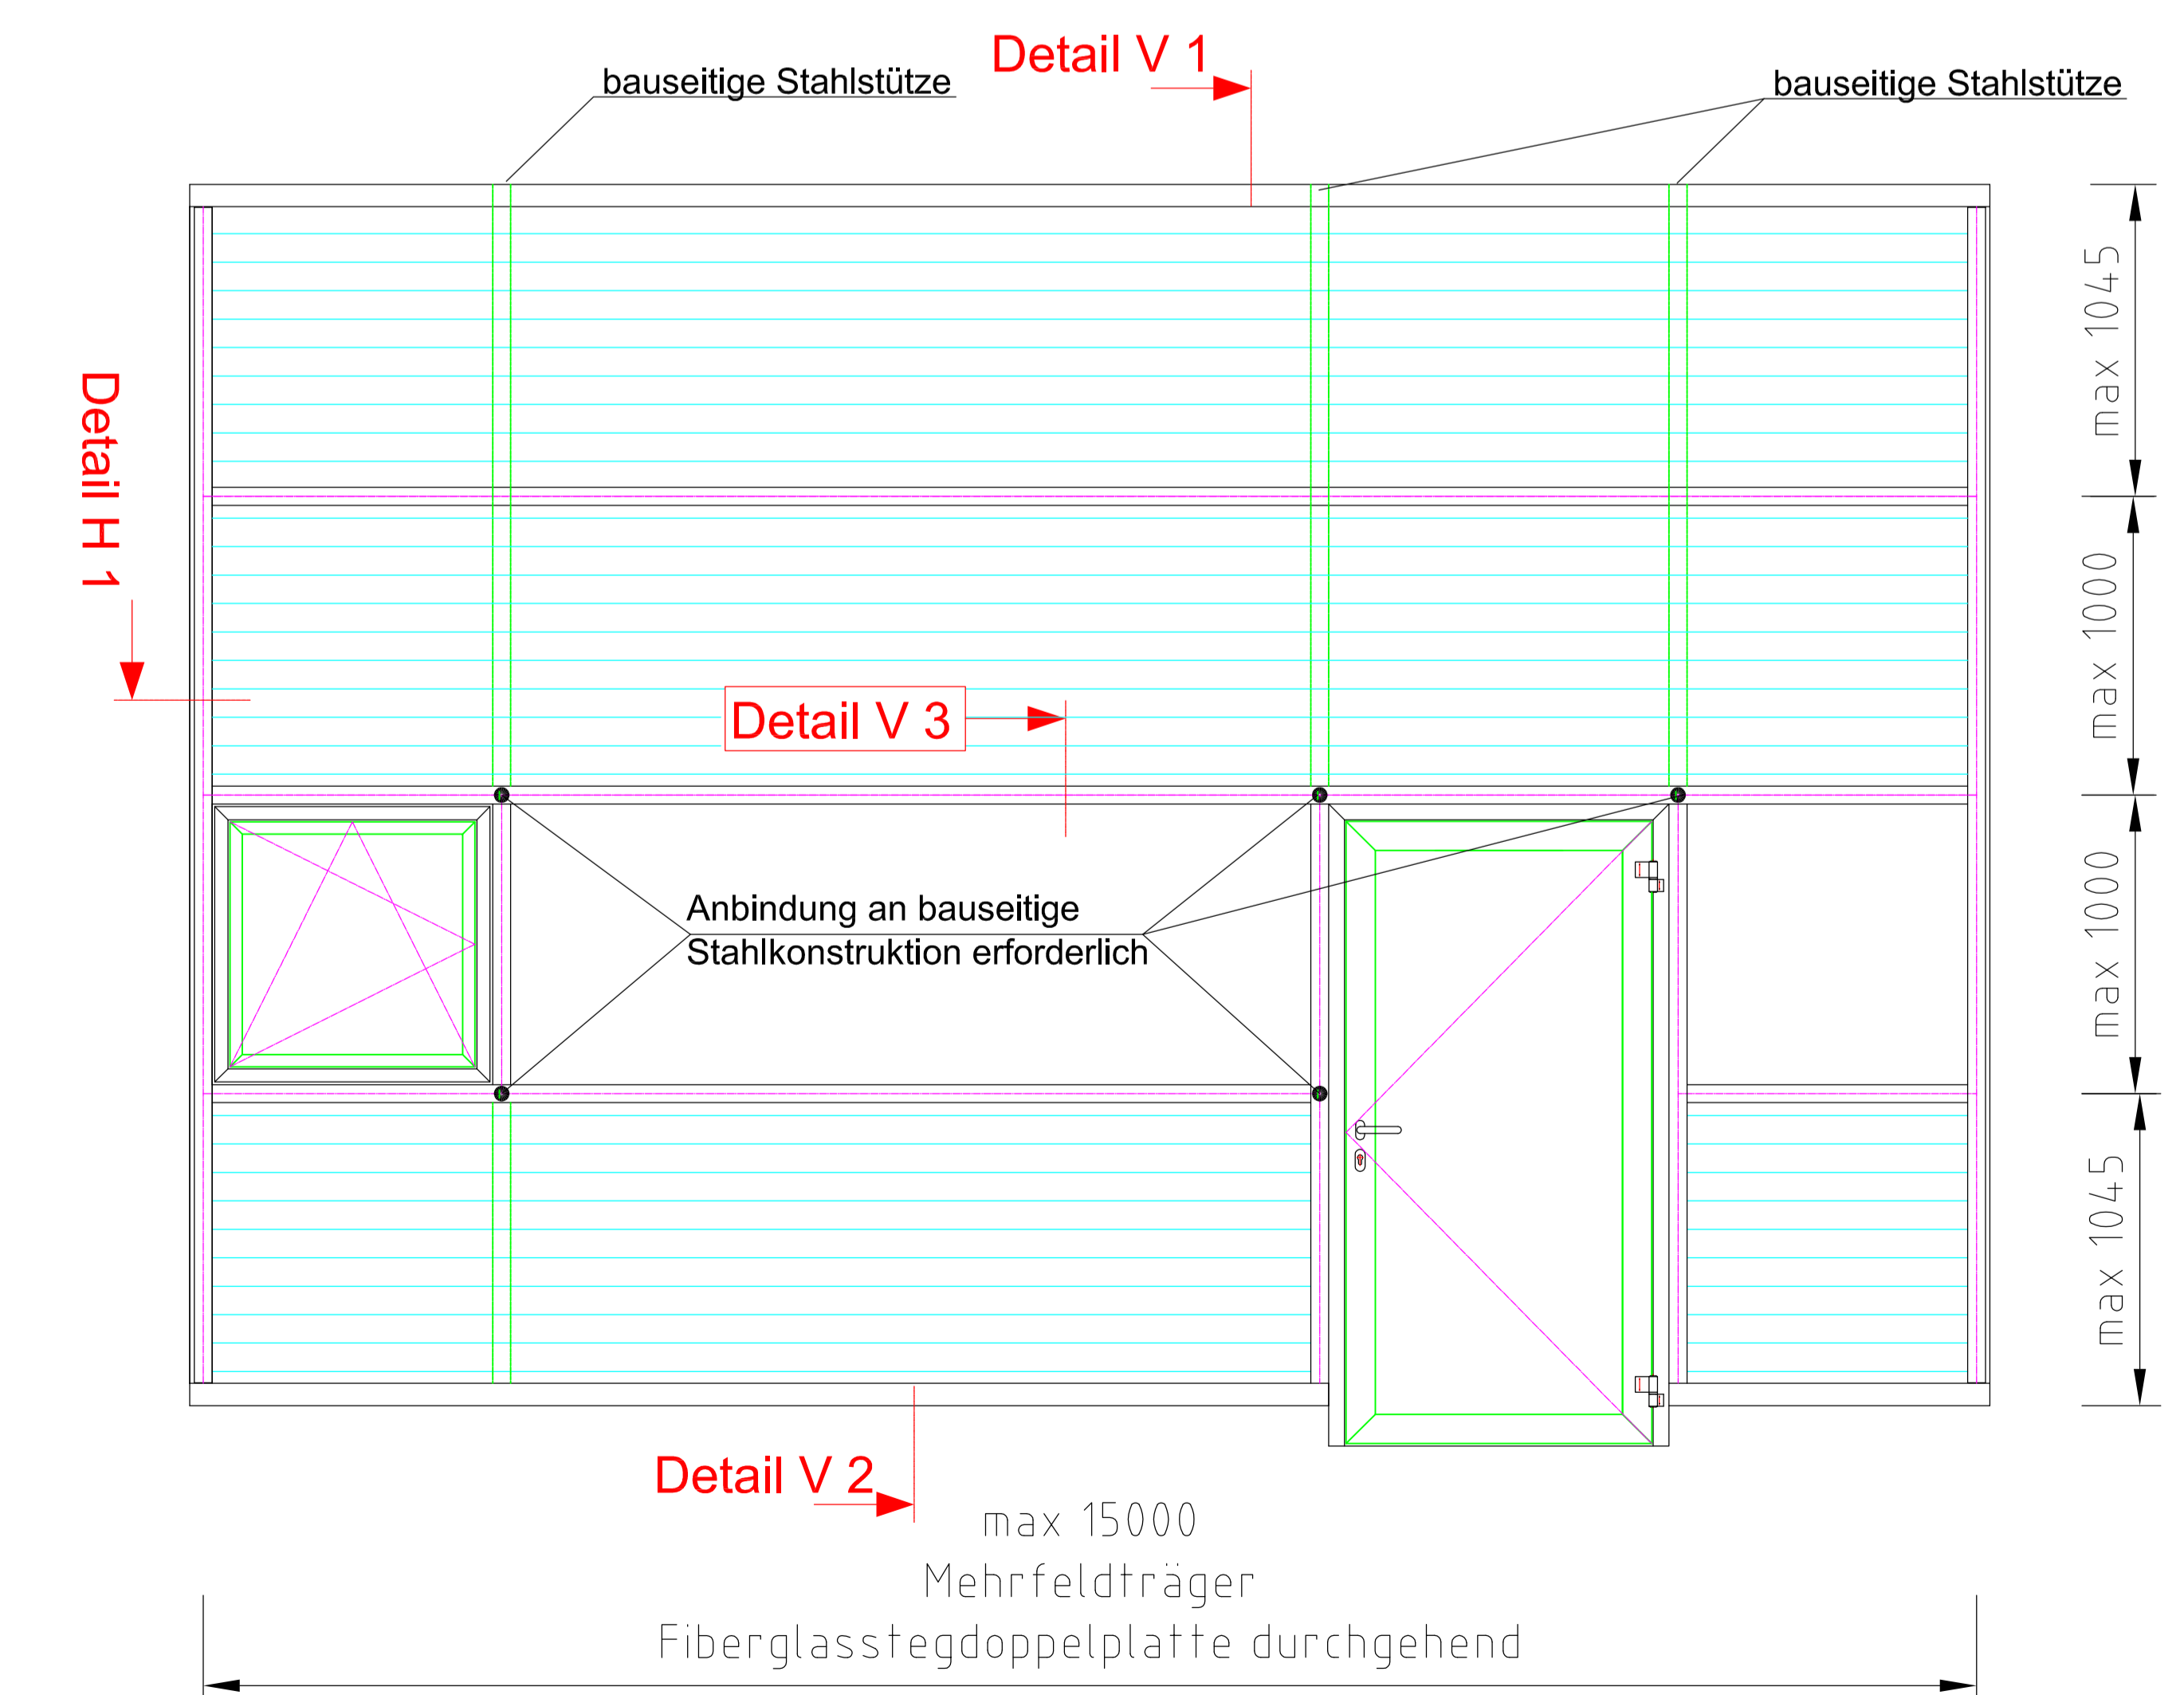 Detail V 1
bauseitige Stahlstütze
bauseitige Stahlstütze
max 1045
Detail H 1
max 1000
Detail V 3
max 1000
Anbindung an bauseitige
Stahlkonstruktion erforderlich
max 1045
Detail V 2
max 15000
Mehrfeldträger
Fiberglasstegdoppelplatte durchgehend